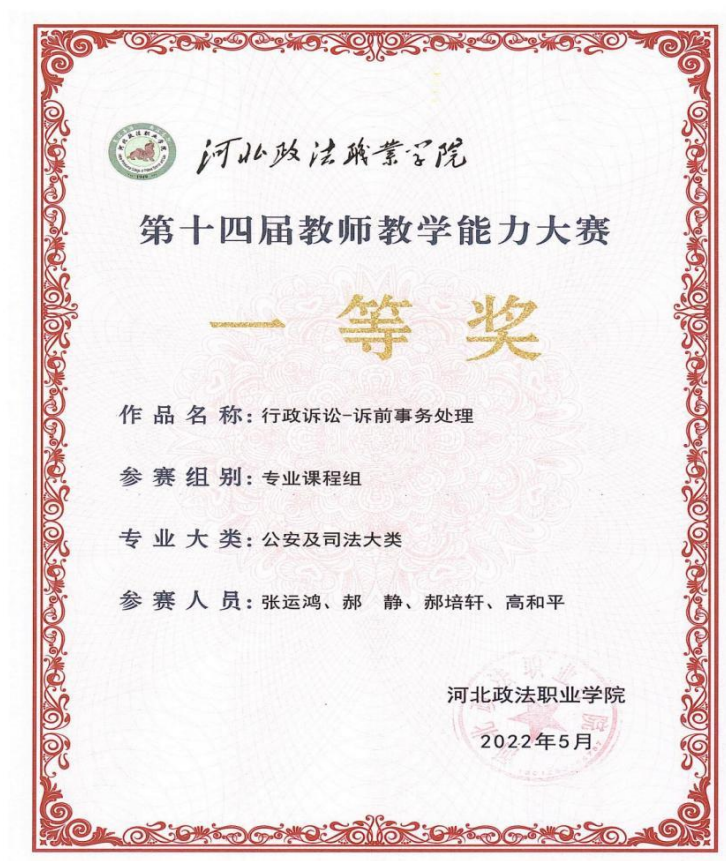 河北政法職業学院
第十四届教师教学能力大赛
一等奖
作品名称:行政诉讼-诉前事务处理
参赛组别:专业课程组
专业大类:公安及司法大类
参赛人员:张运鸿、郝 静、郝培轩、高和平
河北政法职业学院
2022年5月